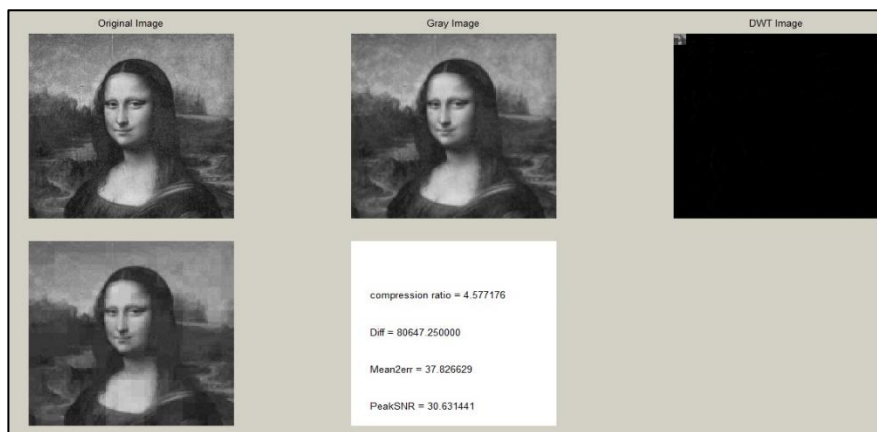 Original Image
Gray Image
DWT Image
compression ratio = 4.577176
Diff = 80647.250000
Mean2err = 37.826629
PeakSNR = 30.631441